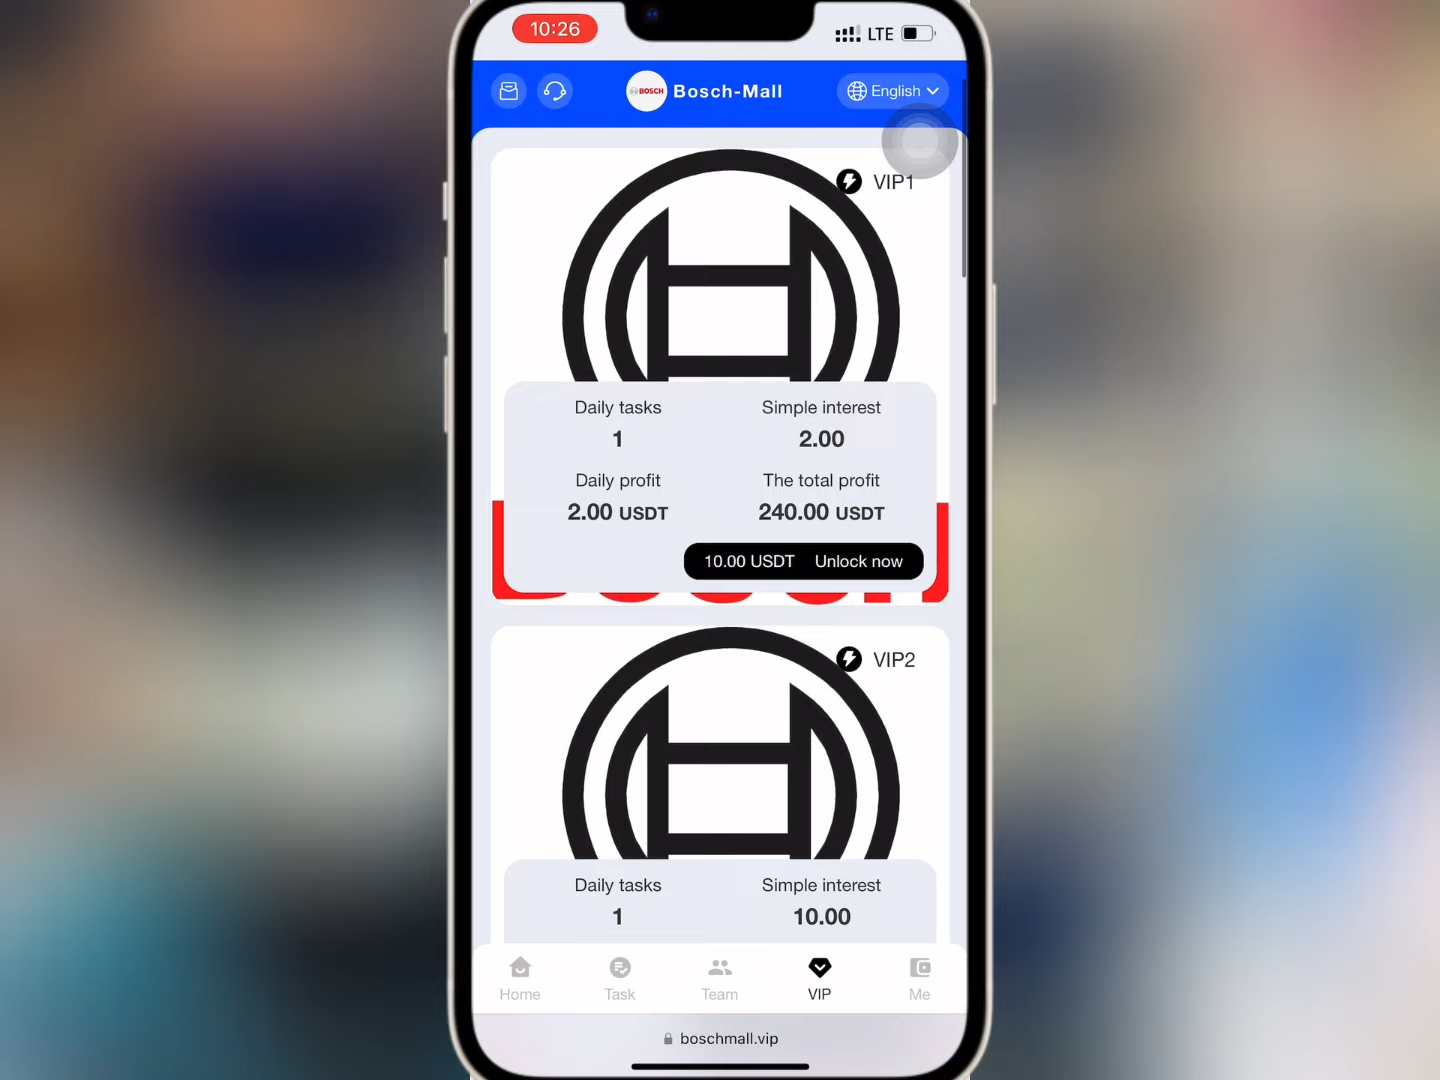 10:26
LTE
BOSCH
Bosch-Mall
English
VIP1
Daily tasks
Simple interest
1
2.00
Daily profit
The total profit
2.00 USDT
240.00 USDT
10.00 USDT Unlock now
VIP2
Daily tasks
Simple interest
1
10.00
Home
Task
Team
VIP
Me
boschmall.vip